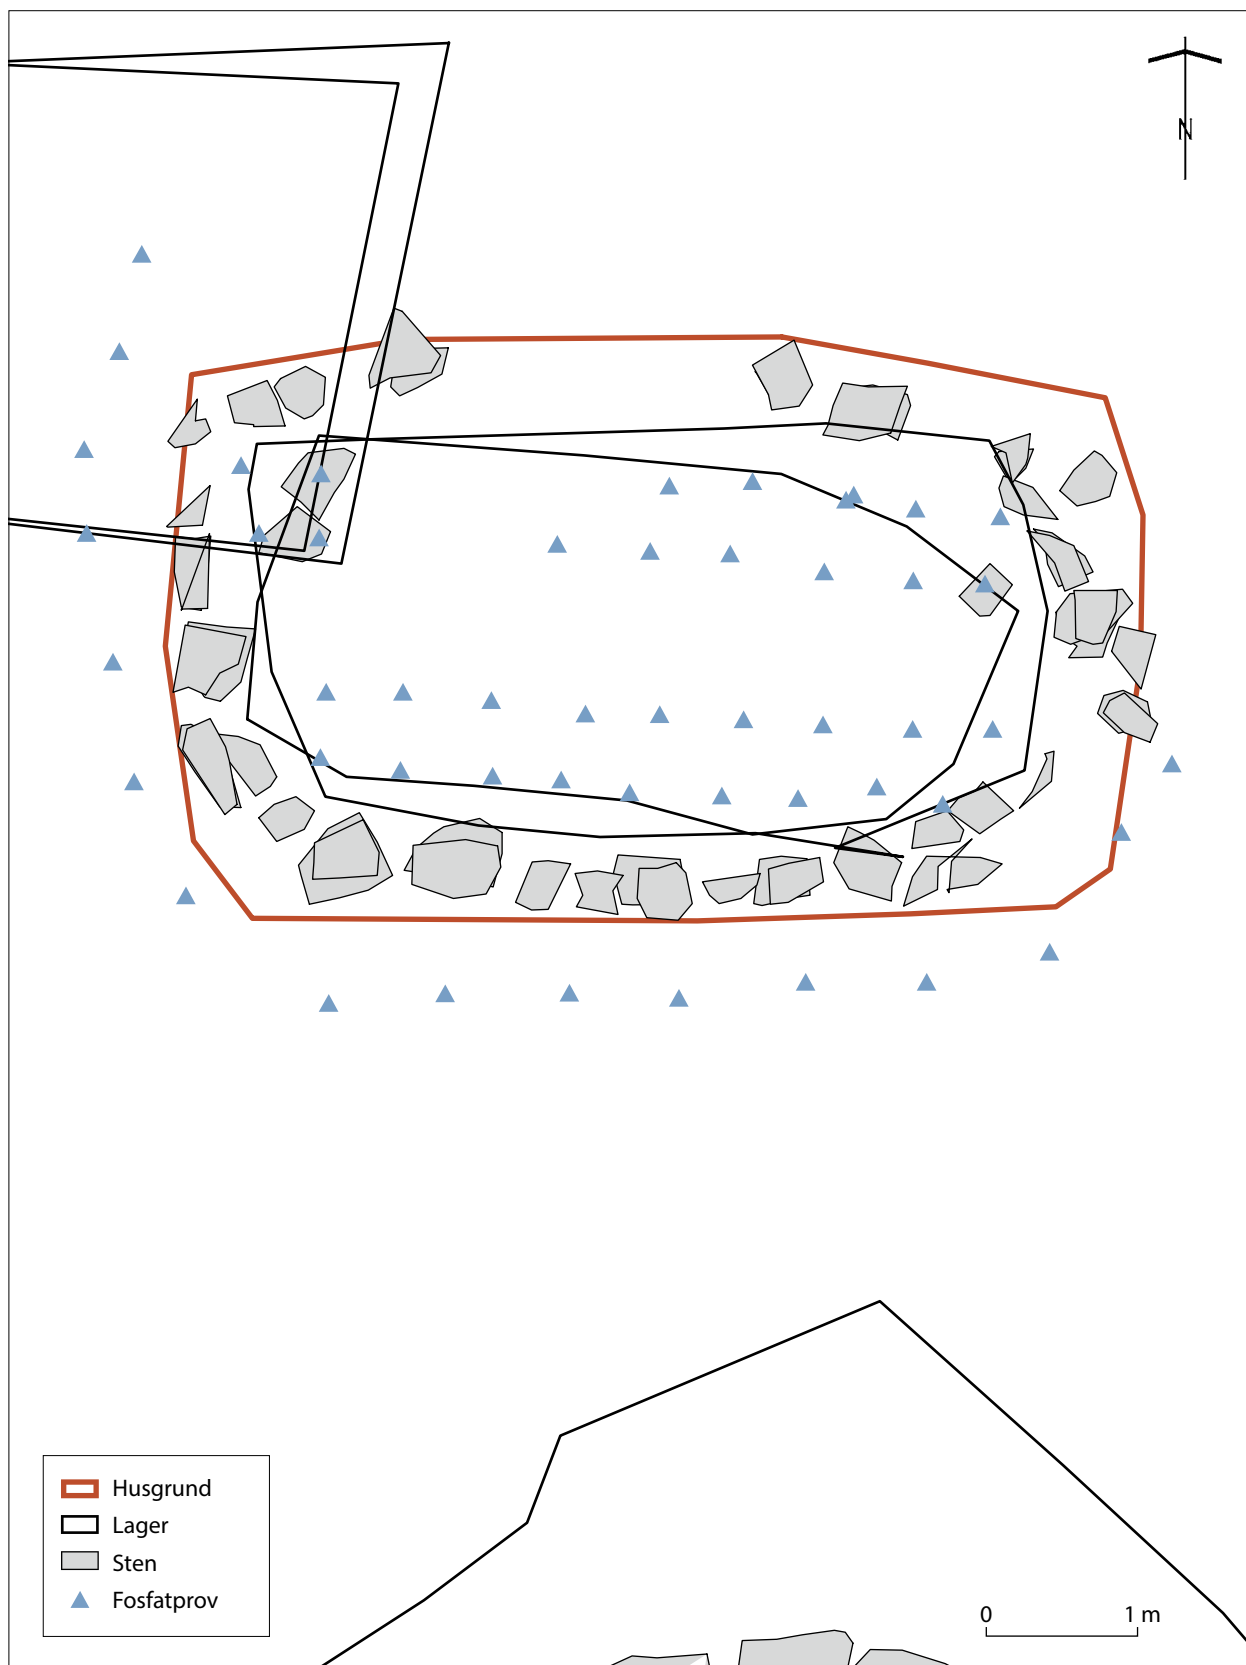 N
Husgrund
Lager
Sten
Fosfatprov
0 1 m